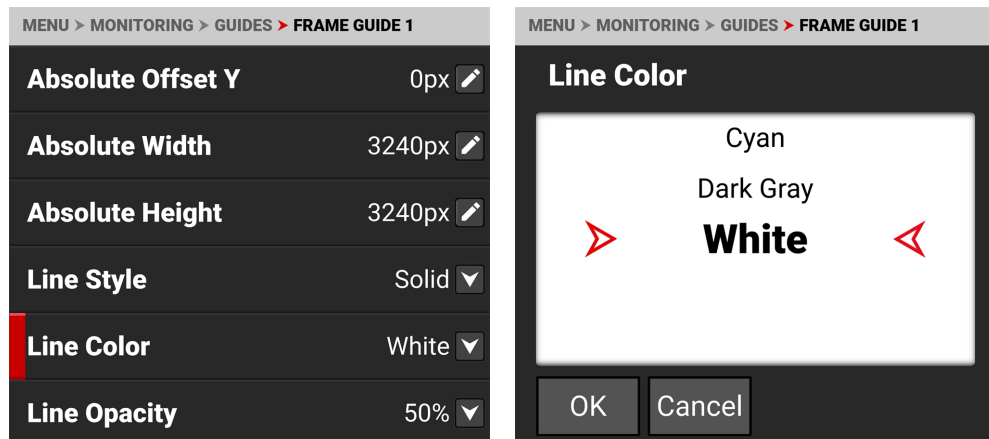 MENU > MONITORING > GUIDES > FRAME GUIDE 1
Absolute Offset Y 0px
Absolute Width 3240px
Absolute Height 3240px
Line Style Solid
Line Color White
Line Opacity 50%
MENU > MONITORING > GUIDES > FRAME GUIDE 1
Line Color
Cyan
Dark Gray
White
OK Cancel